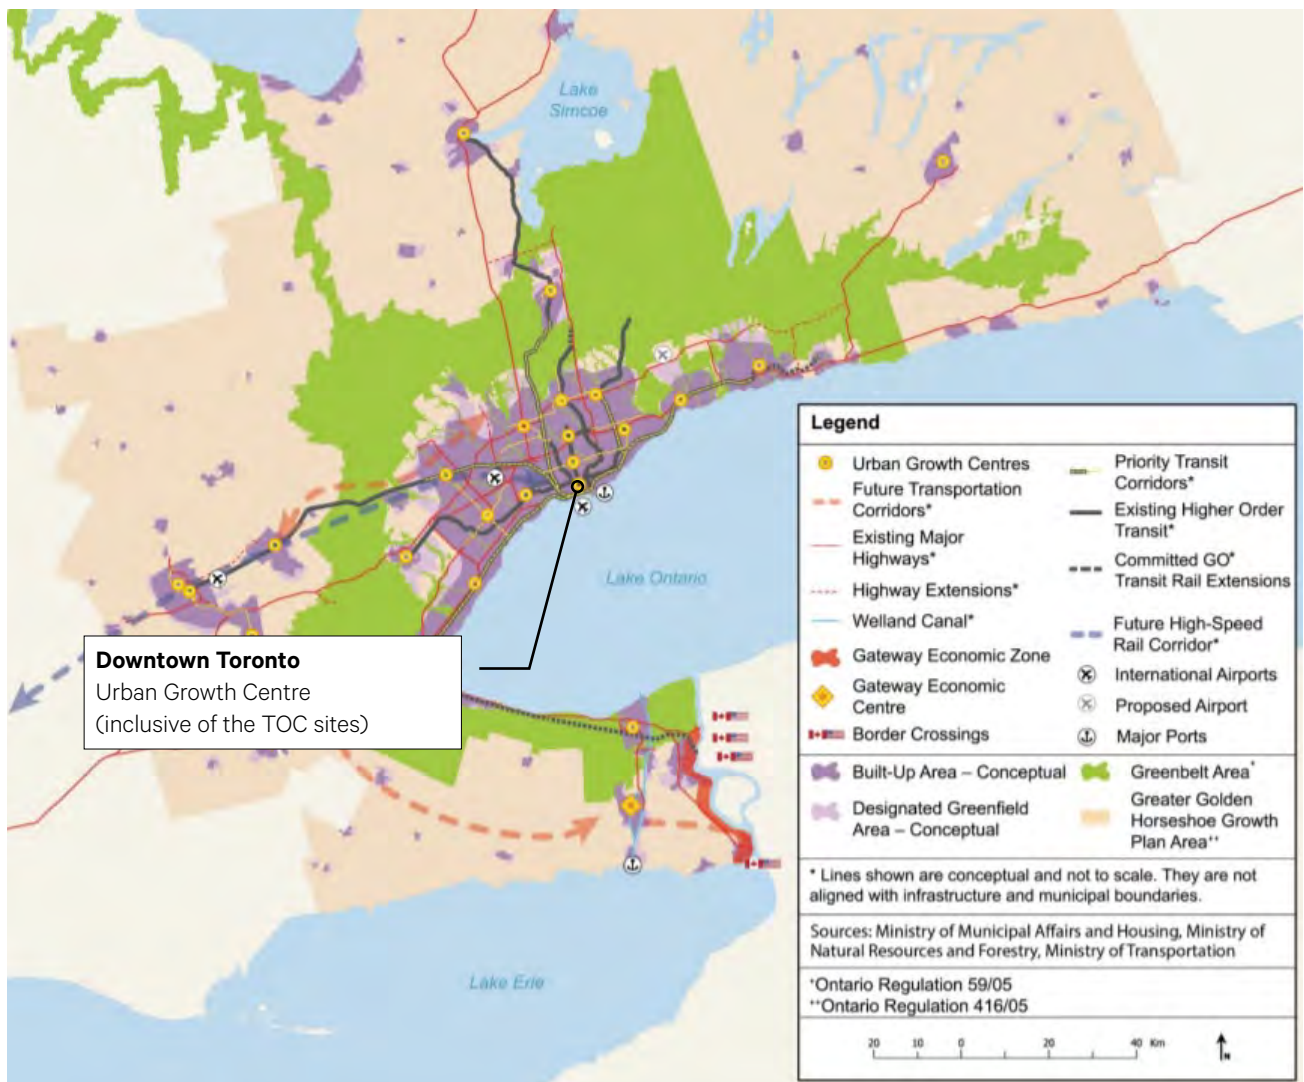 Lake
Simcoe
Lake Ontario
Downtown Toronto
Urban Growth Centre
(inclusive of the TOC sites)
Lake Erie
Legend
Urban Growth Centres
Future Transportation
Corridors*
Existing Major
Highways*
Highway Extensions*
Welland Canal*
Gateway Economic Zone
Gateway Economic
Centre
Border Crossings
Priority Transit
Corridors*
Existing Higher Order
Transit*
Committed GO*
Transit Rail Extensions
Future High-Speed
Rail Corridor*
International Airports
Proposed Airport
Major Ports
Built-Up Area – Conceptual
Designated Greenfield
Area – Conceptual
Greenbelt Area⁺
Greater Golden
Horseshoe Growth
Plan Area⁺⁺
* Lines shown are conceptual and not to scale. They are not
aligned with infrastructure and municipal boundaries.
Sources: Ministry of Municipal Affairs and Housing, Ministry of
Natural Resources and Forestry, Ministry of Transportation
⁺Ontario Regulation 59/05
⁺⁺Ontario Regulation 416/05
20 10 0 20 40 Km
N